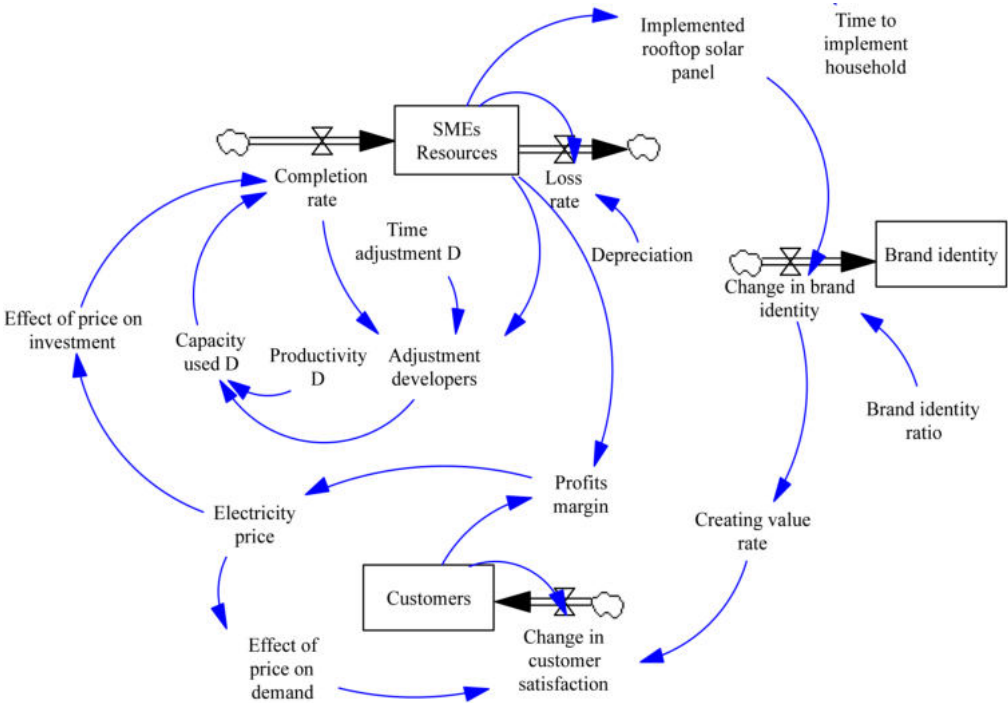 Implemented
rooftop solar
panel
Time to
implement
household
SMEs
Resources
Completion
rate
Loss
rate
Time
adjustment D
Depreciation
Brand identity
Change in brand
identity
Effect of price on
investment
Capacity
used D
Productivity
D
Adjustment
developers
Brand identity
ratio
Profits
margin
Electricity
price
Creating value
rate
Customers
Change in
customer
satisfaction
Effect of
price on
demand